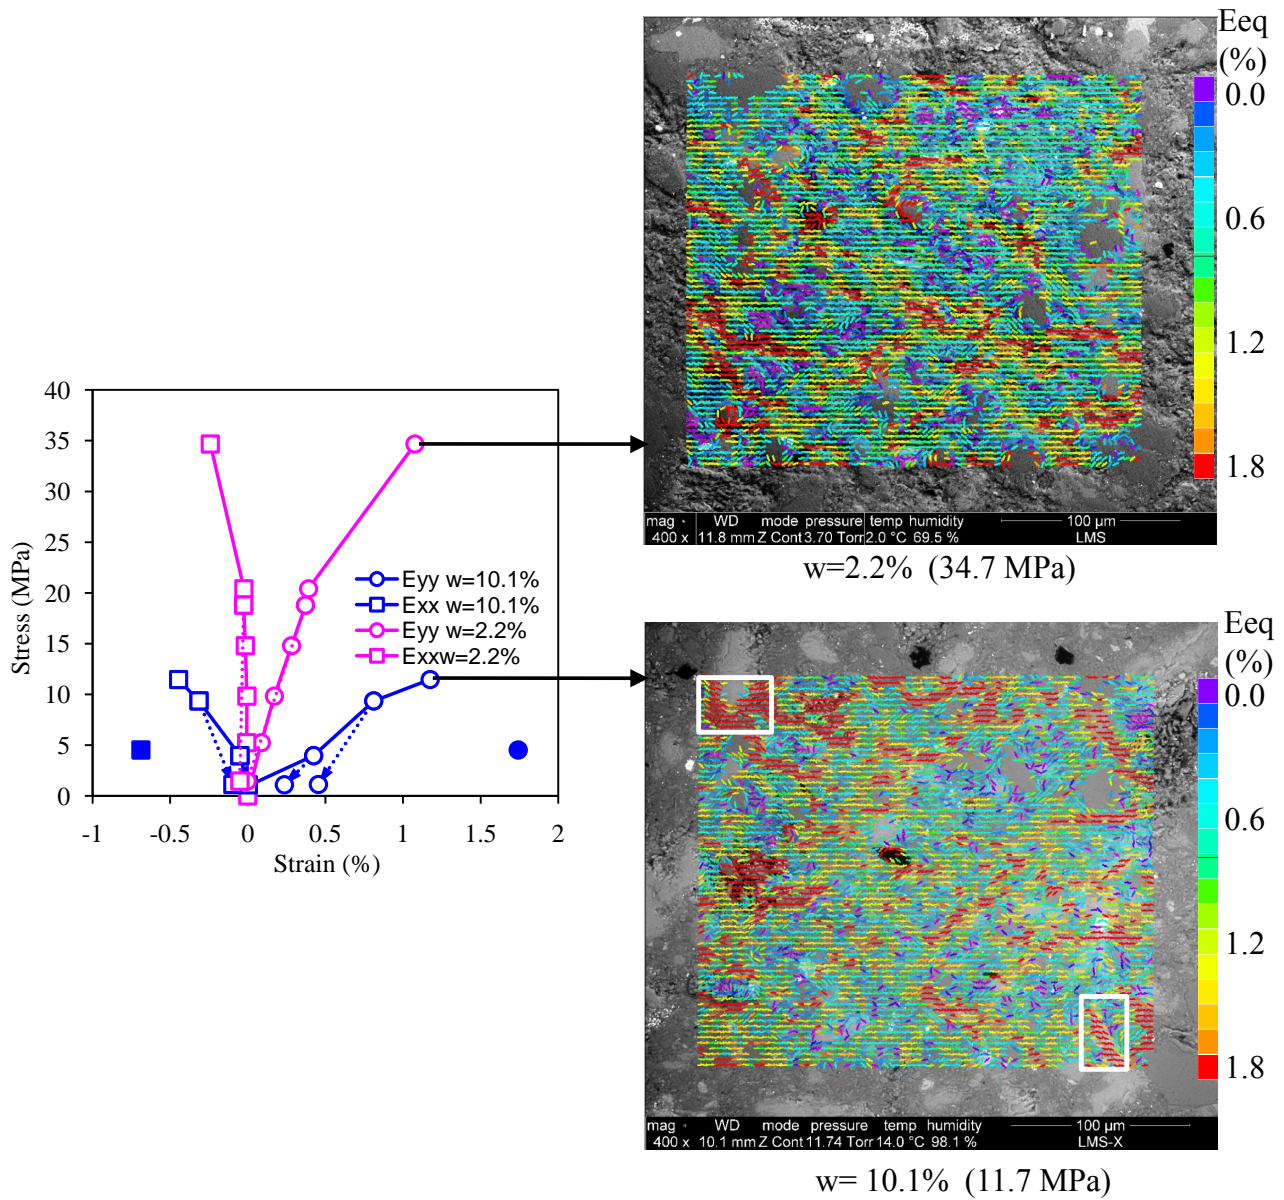 Eeq
(%)
0.0
0.6
1.2
1.8
mag WD mode pressure temp humidity 100 µm
400 x 11.8 mm Z Cont 3.70 Torr 2.0 °C 69.5 % LMS
w=2.2% (34.7 MPa)
40
35
30
25
20
15
10
5
0
-1 -0.5 0 0.5 1 1.5 2
Stress (MPa)
Strain (%)
Eyy w=10.1%
Exx w=10.1%
Eyy w=2.2%
Exxw=2.2%
Eeq
(%)
0.0
0.6
1.2
1.8
mag WD mode pressure temp humidity 100 µm
400 x 10.1 mm Z Cont 11.74 Torr 14.0 °C 98.1 % LMS-X
w= 10.1% (11.7 MPa)